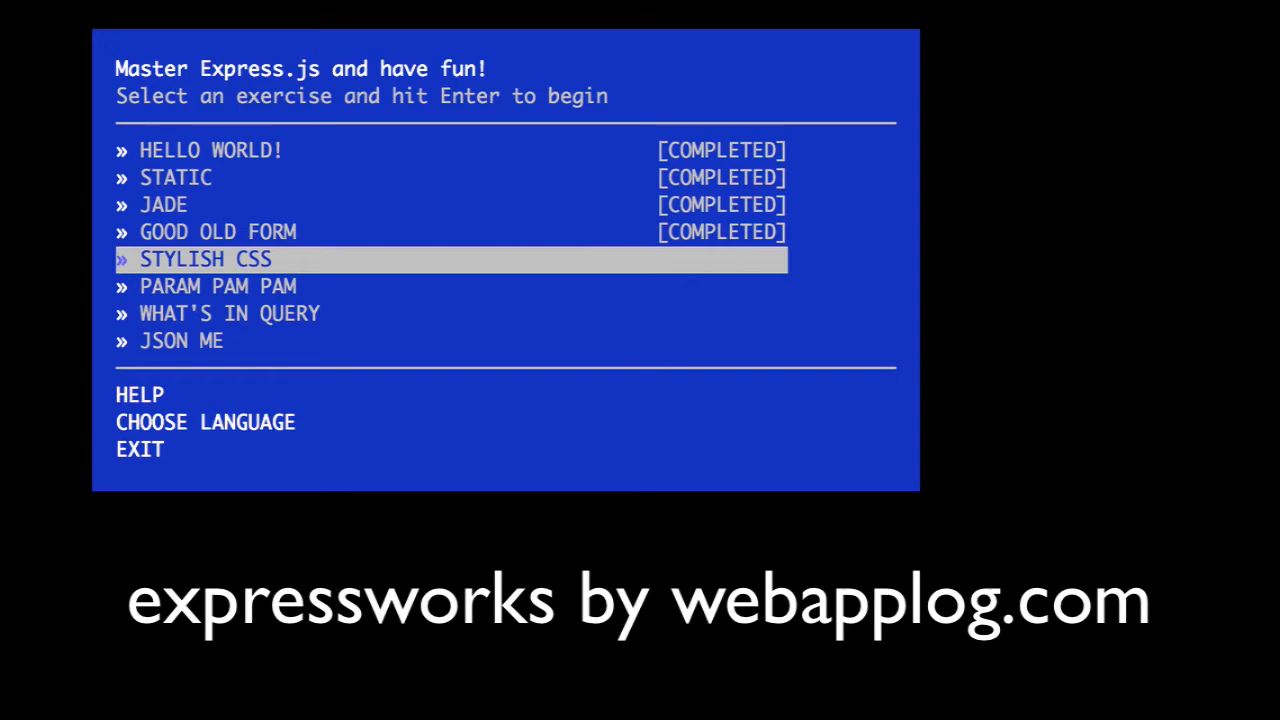 Master Express.js and have fun!
Select an exercise and hit Enter to begin
» HELLO WORLD! [COMPLETED]
» STATIC [COMPLETED]
» JADE [COMPLETED]
» GOOD OLD FORM [COMPLETED]
» STYLISH CSS
» PARAM PAM PAM
» WHAT'S IN QUERY
» JSON ME
HELP
CHOOSE LANGUAGE
EXIT
expressworks by webapplog.com